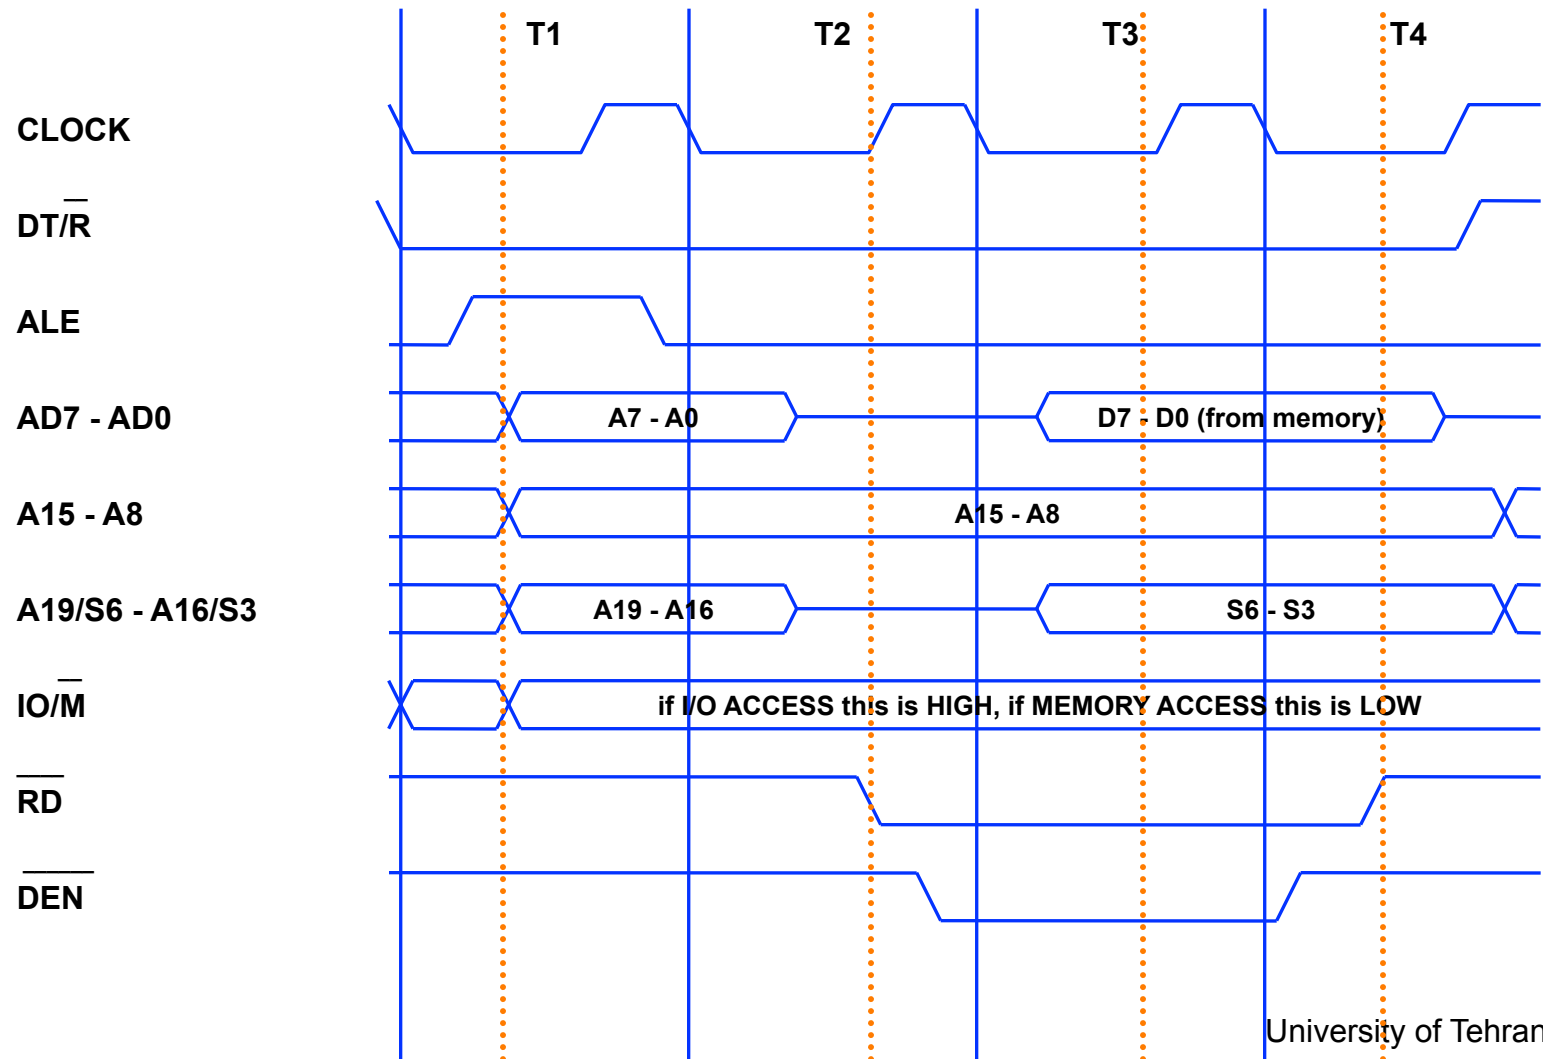 T1 T2 T3 T4
CLOCK
DT/R̅
ALE
AD7 - AD0 A7 - A0 D7 - D0 (from memory)
A15 - A8 A15 - A8
A19/S6 - A16/S3 A19 - A16 S6 - S3
IO/M̅ if I/O ACCESS this is HIGH, if MEMORY ACCESS this is LOW
R̅D̅
D̅E̅N̅
University of Tehran